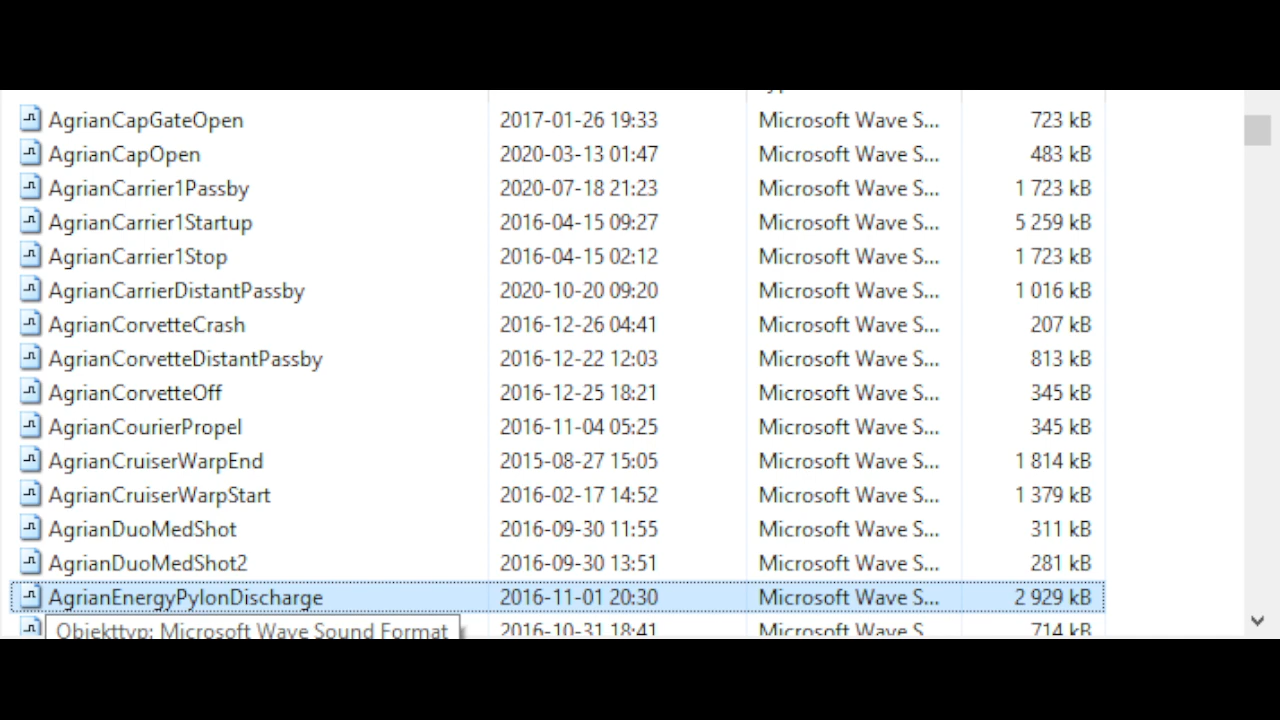 AgrianCapGateOpen 2017-01-26 19:33 Microsoft Wave S... 723 kB
AgrianCapOpen 2020-03-13 01:47 Microsoft Wave S... 483 kB
AgrianCarrier1Passby 2020-07-18 21:23 Microsoft Wave S... 1 723 kB
AgrianCarrier1Startup 2016-04-15 09:27 Microsoft Wave S... 5 259 kB
AgrianCarrier1Stop 2016-04-15 02:12 Microsoft Wave S... 1 723 kB
AgrianCarrierDistantPassby 2020-10-20 09:20 Microsoft Wave S... 1 016 kB
AgrianCorvetteCrash 2016-12-26 04:41 Microsoft Wave S... 207 kB
AgrianCorvetteDistantPassby 2016-12-22 12:03 Microsoft Wave S... 813 kB
AgrianCorvetteOff 2016-12-25 18:21 Microsoft Wave S... 345 kB
AgrianCourierPropel 2016-11-04 05:25 Microsoft Wave S... 345 kB
AgrianCruiserWarpEnd 2015-08-27 15:05 Microsoft Wave S... 1 814 kB
AgrianCruiserWarpStart 2016-02-17 14:52 Microsoft Wave S... 1 379 kB
AgrianDuoMedShot 2016-09-30 11:55 Microsoft Wave S... 311 kB
AgrianDuoMedShot2 2016-09-30 13:51 Microsoft Wave S... 281 kB
AgrianEnergyPylonDischarge 2016-11-01 20:30 Microsoft Wave S... 2 929 kB
Objekttyp: Microsoft Wave Sound Format 2016-10-31 18:41 Microsoft Wave S 714 kB